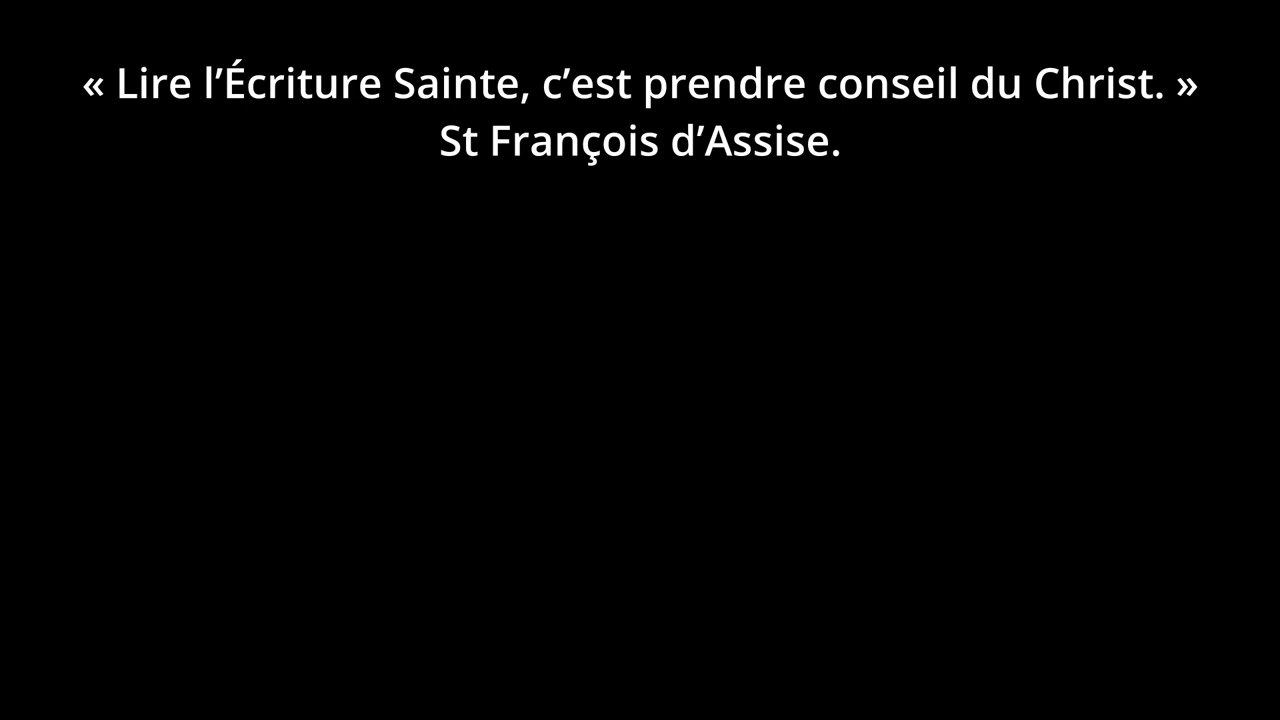 « Lire l’Écriture Sainte, c’est prendre conseil du Christ. »
St François d’Assise.